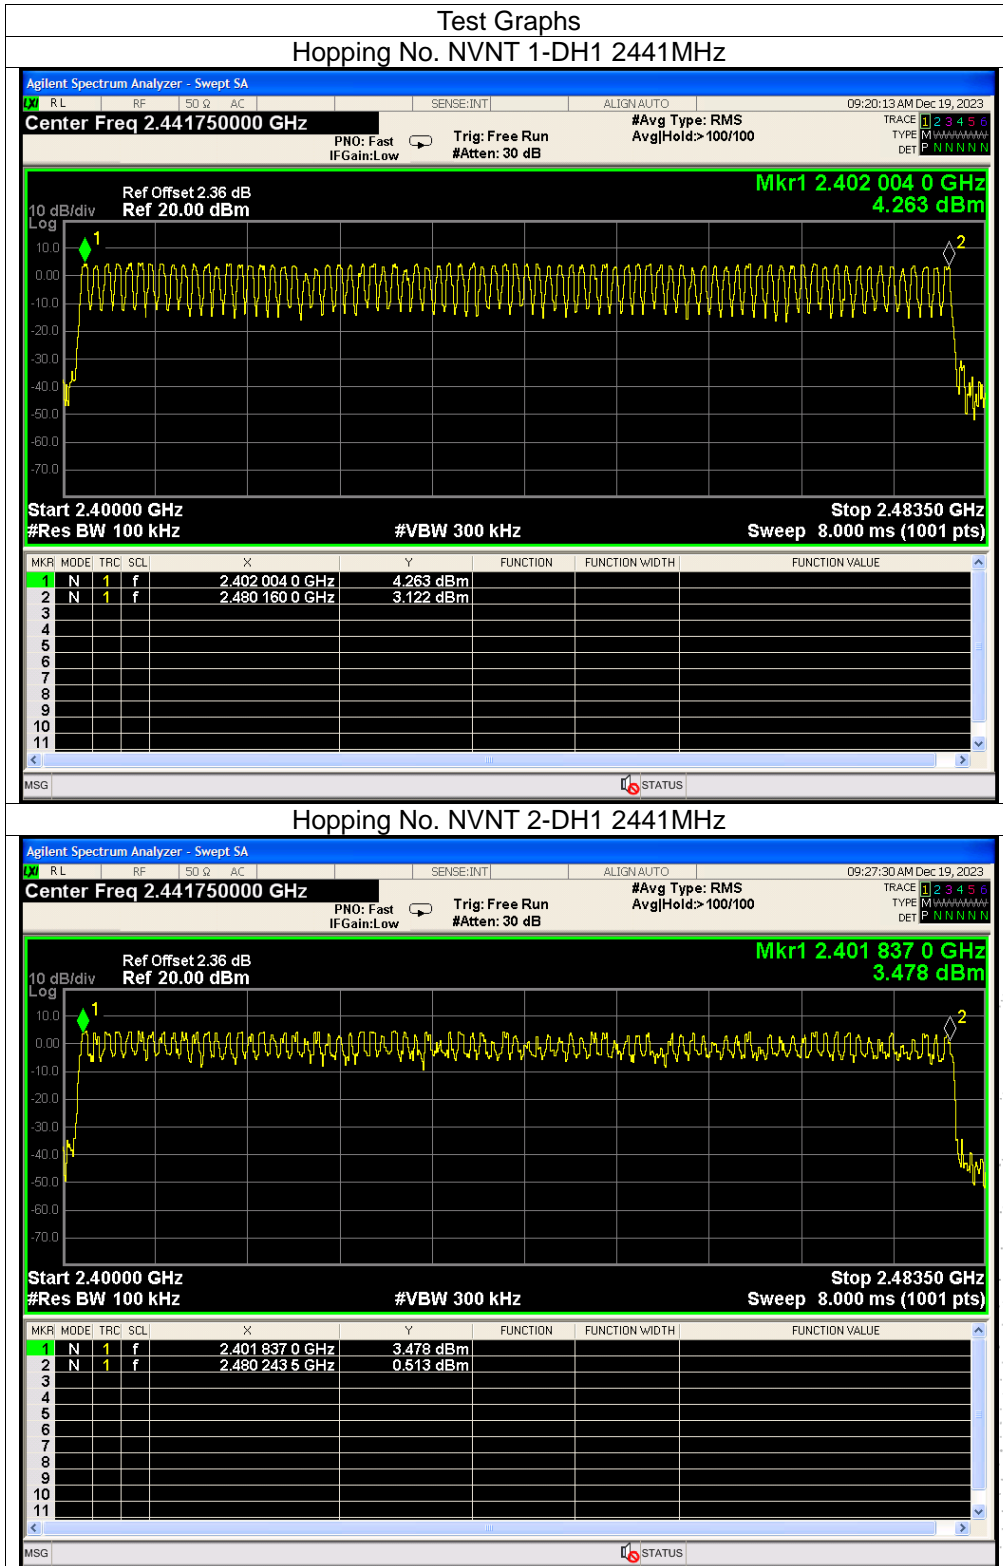 Test Graphs
Hopping No. NVNT 1-DH1 2441MHz
Agilent Spectrum Analyzer - Swept SA
LXI RL RF 50 Ω AC SENSE:INT ALIGN AUTO 09:20:13 AM Dec 19, 2023
Center Freq 2.441750000 GHz #Avg Type: RMS TRACE 1 2 3 4 5 6
PNO: Fast Trig: Free Run Avg|Hold:>100/100 TYPE M
IFGain:Low #Atten: 30 dB DET P N N N N N
Mkr1 2.402 004 0 GHz
Ref Offset 2.36 dB
10 dB/div Ref 20.00 dBm 4.263 dBm
Log
1
2
10.0
0.00
-10.0
-20.0
-30.0
-40.0
-50.0
-60.0
-70.0
Start 2.40000 GHz Stop 2.48350 GHz
#Res BW 100 kHz #VBW 300 kHz Sweep 8.000 ms (1001 pts)
MKR MODE TRC SCL X Y FUNCTION FUNCTION WIDTH FUNCTION VALUE
1 N 1 f 2.402 004 0 GHz 4.263 dBm
2 N 1 f 2.480 160 0 GHz 3.122 dBm
3
4
5
6
7
8
9
10
11
MSG STATUS
Hopping No. NVNT 2-DH1 2441MHz
Agilent Spectrum Analyzer - Swept SA
LXI RL RF 50 Ω AC SENSE:INT ALIGN AUTO 09:27:30 AM Dec 19, 2023
Center Freq 2.441750000 GHz #Avg Type: RMS TRACE 1 2 3 4 5 6
PNO: Fast Trig: Free Run Avg|Hold:>100/100 TYPE M
IFGain:Low #Atten: 30 dB DET P N N N N N
Mkr1 2.401 837 0 GHz
Ref Offset 2.36 dB
10 dB/div Ref 20.00 dBm 3.478 dBm
Log
1
2
10.0
0.00
-10.0
-20.0
-30.0
-40.0
-50.0
-60.0
-70.0
Start 2.40000 GHz Stop 2.48350 GHz
#Res BW 100 kHz #VBW 300 kHz Sweep 8.000 ms (1001 pts)
MKR MODE TRC SCL X Y FUNCTION FUNCTION WIDTH FUNCTION VALUE
1 N 1 f 2.401 837 0 GHz 3.478 dBm
2 N 1 f 2.480 243 5 GHz 0.513 dBm
3
4
5
6
7
8
9
10
11
MSG STATUS